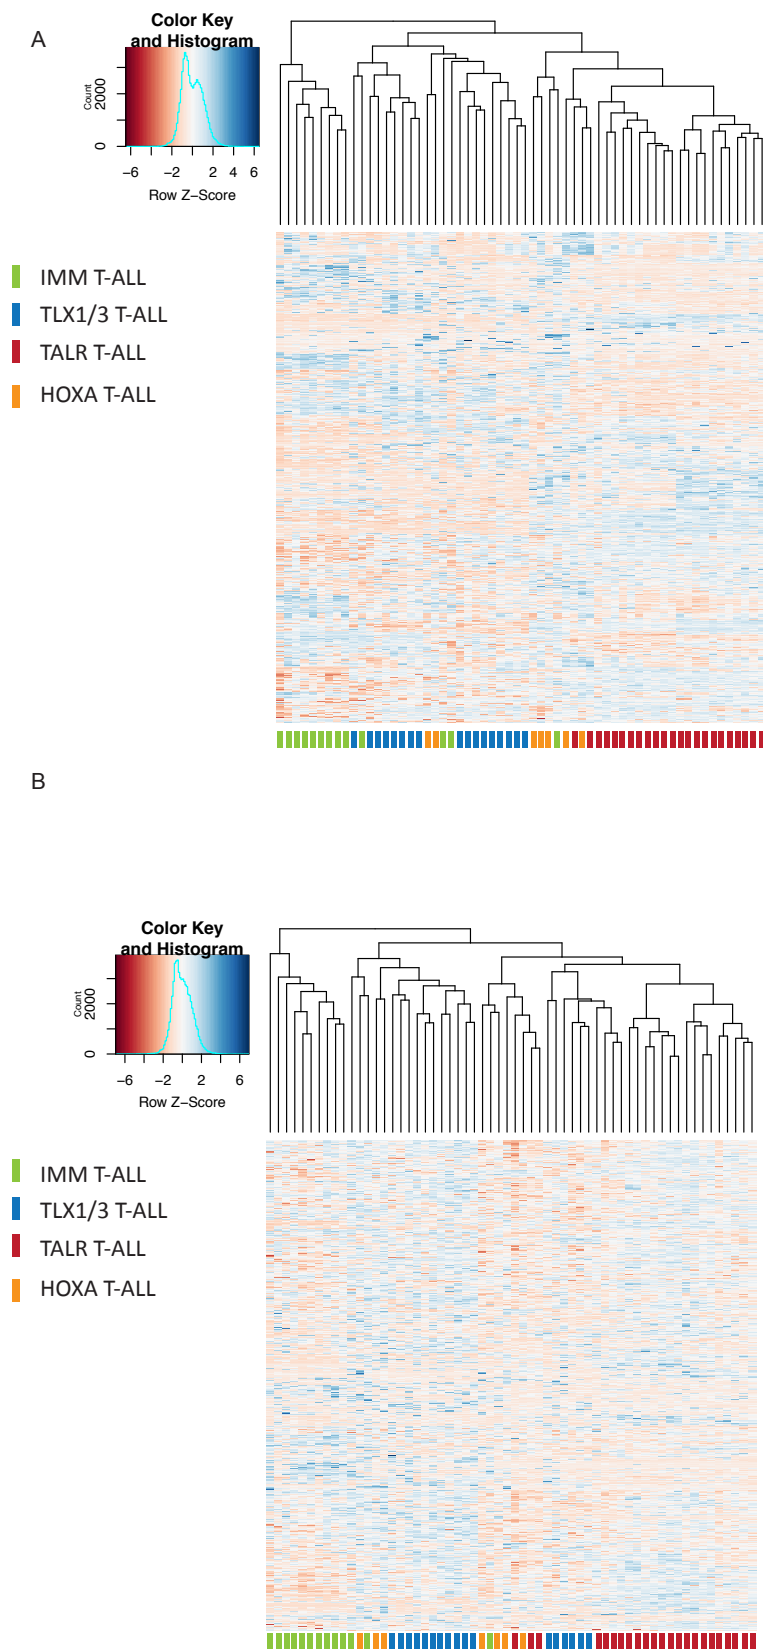 A
Color Key
and Histogram
Count
0 2000
-6 -2 2 4 6
Row Z-Score
IMM T-ALL
TLX1/3 T-ALL
TALR T-ALL
HOXA T-ALL
B
Color Key
and Histogram
Count
0 2000
-6 -2 2 6
Row Z-Score
IMM T-ALL
TLX1/3 T-ALL
TALR T-ALL
HOXA T-ALL